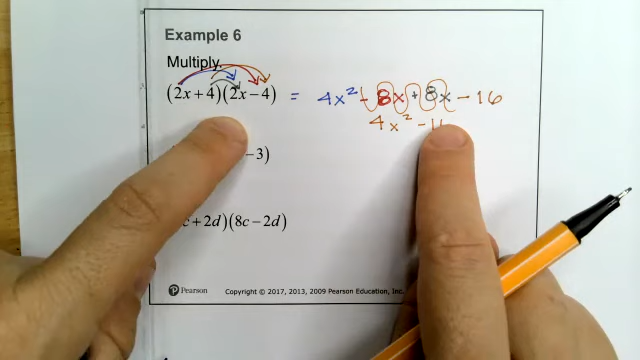 Example 6
Multiply.
(2x+4)(2x−4) = 4x² − 8x + 8x − 16
4x² − 1
−3)
c+2d)(8c−2d)
Pearson Copyright © 2017, 2013, 2009 Pearson Education, Inc.